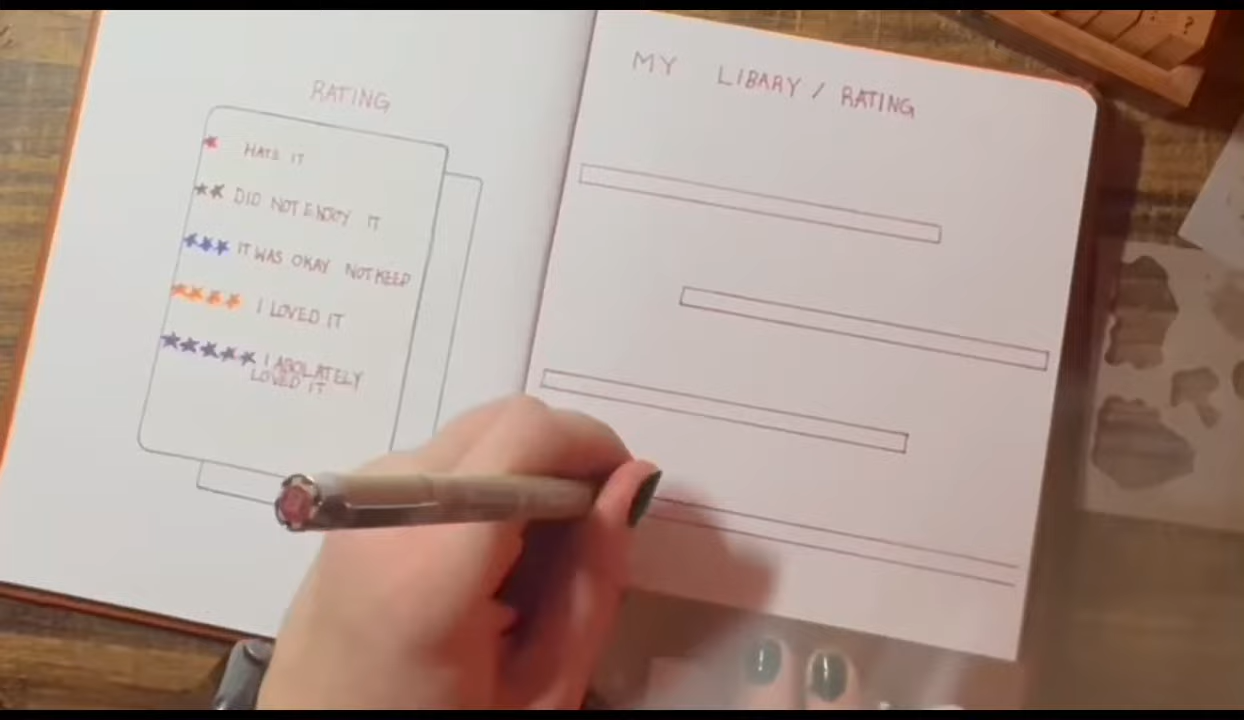 RATING
HATE IT
DID NOT ENJOY IT
IT WAS OKAY NOT KEEP
I LOVED IT
I ABOLATELY
LOVED IT
MY LIBARY / RATING
?